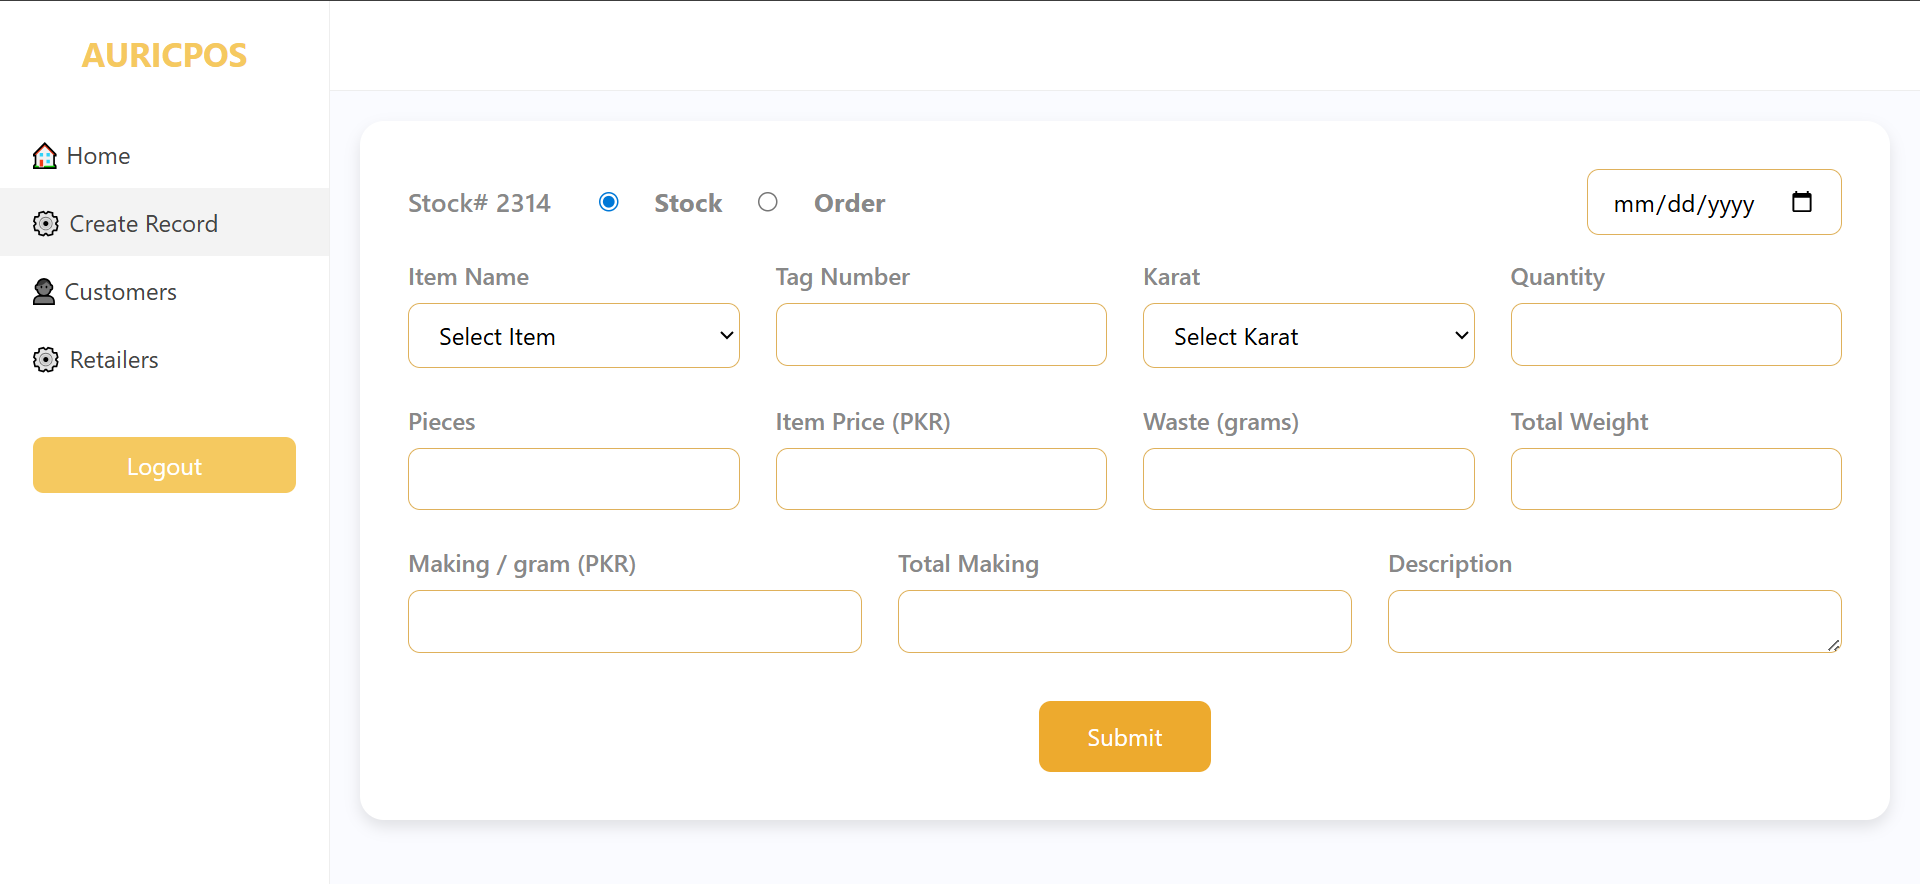 AURICPOS
Home
Create Record
Customers
Retailers
Logout
Stock# 2314 Stock Order mm/dd/yyyy
Item Name Tag Number Karat Quantity
Select Item Select Karat
Pieces Item Price (PKR) Waste (grams) Total Weight
Making / gram (PKR) Total Making Description
Submit